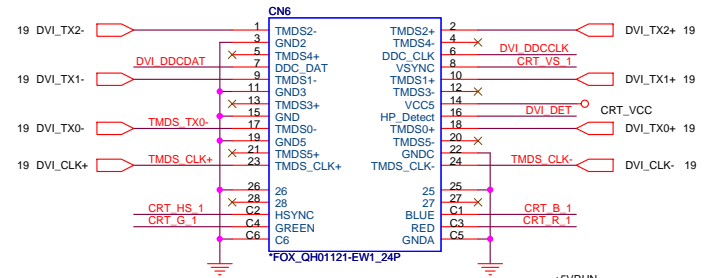 CN6
19 DVI_TX2- 1 TMDS2- TMDS2+ 2 DVI_TX2+ 19
3 GND2 TMDS4- 4
5 TMDS4+ DDC_CLK 6 DVI_DDCCLK
DVI_DDCDAT 7 DDC_DAT VSYNC 8 CRT_VS_1
19 DVI_TX1- 9 TMDS1- TMDS1+ 10 DVI_TX1+ 19
11 GND3 TMDS3- 12
13 TMDS3+ VCC5 14 CRT_VCC
15 GND HP_Detect 16 DVI_DET
19 DVI_TX0- TMDS_TX0- 17 TMDS0- TMDS0+ 18 DVI_TX0+ 19
19 GND5 TMDS5- 20
21 TMDS5+ GNDC 22
19 DVI_CLK+ TMDS_CLK+ 23 TMDS_CLK+ TMDS_CLK- 24 TMDS_CLK- DVI_CLK- 19
26 26 25 25
28 28 27 27
CRT_HS_1 C2 HSYNC BLUE C1 CRT_B_1
CRT_G_1 C4 GREEN RED C3 CRT_R_1
C6 C6 GNDA C5
*FOX_QH01121-EW1_24P